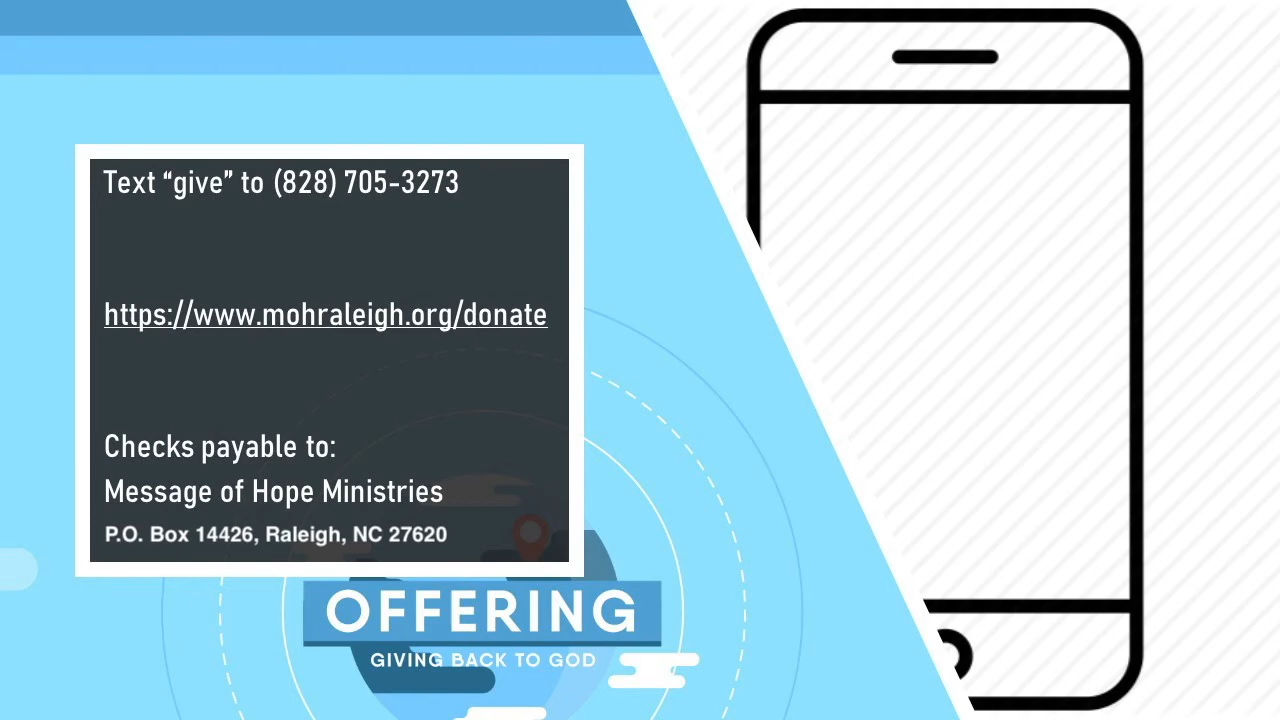 Text “give” to (828) 705-3273
https://www.mohraleigh.org/donate
Checks payable to:
Message of Hope Ministries
P.O. Box 14426, Raleigh, NC 27620
OFFERING
GIVING BACK TO GOD